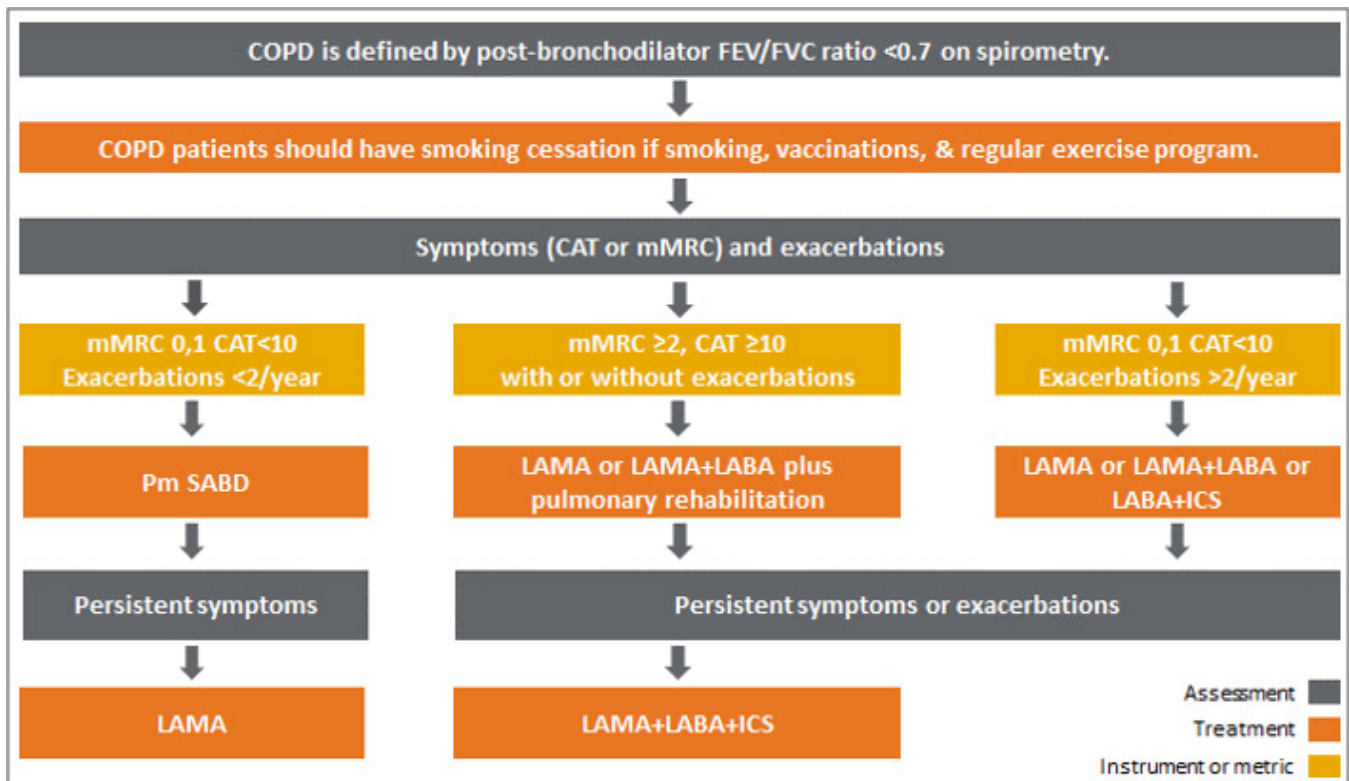 COPD is defined by post-bronchodilator FEV/FVC ratio <0.7 on spirometry.
COPD patients should have smoking cessation if smoking, vaccinations, & regular exercise program.
Symptoms (CAT or mMRC) and exacerbations
mMRC 0,1 CAT<10
Exacerbations <2/year
mMRC ≥2, CAT ≥10
with or without exacerbations
mMRC 0,1 CAT<10
Exacerbations >2/year
Pm SABD
LAMA or LAMA+LABA plus
pulmonary rehabilitation
LAMA or LAMA+LABA or
LABA+ICS
Persistent symptoms
Persistent symptoms or exacerbations
LAMA
LAMA+LABA+ICS
Assessment
Treatment
Instrument or metric